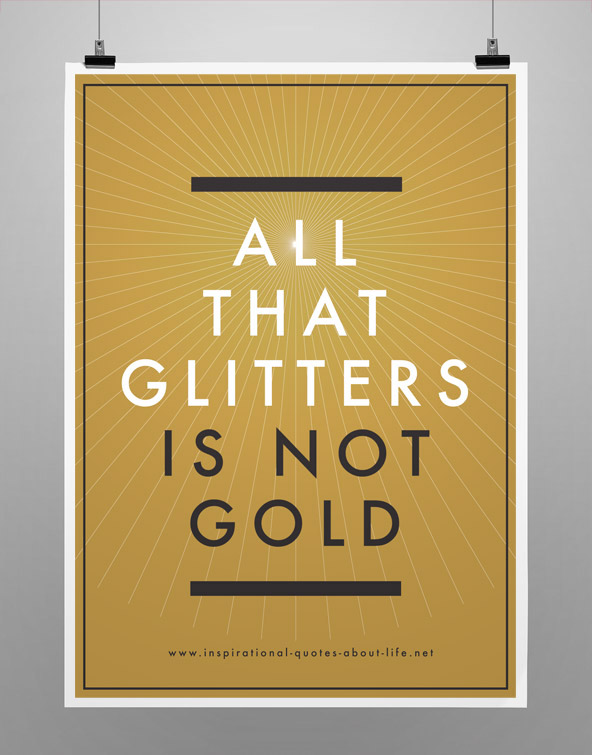 ALL
THAT
GLITTERS
IS NOT
GOLD
www.inspirational-quotes-about-life.net